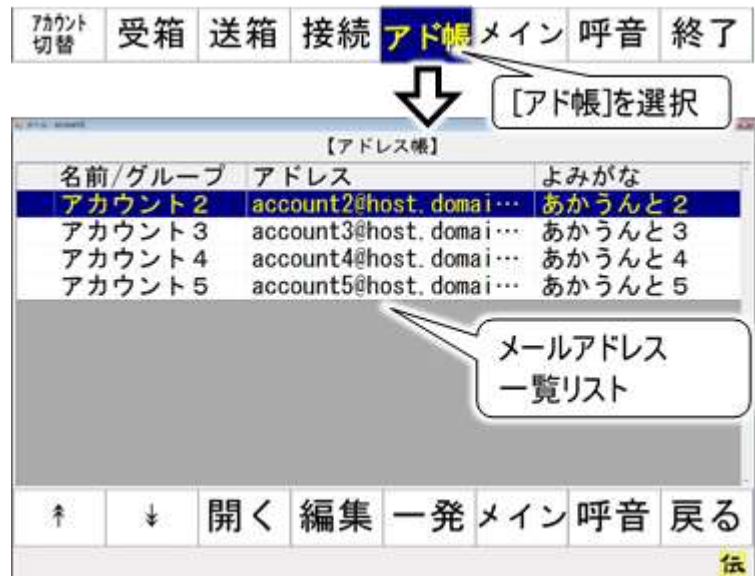 アカウント
切替 受箱 送箱 接続 アド帳 メイン 呼音 終了
[アド帳]を選択
【アドレス帳】
名前/グループ アドレス よみがな
アカウント2 account2@host.domai… あかうんと2
アカウント3 account3@host.domai… あかうんと3
アカウント4 account4@host.domai… あかうんと4
アカウント5 account5@host.domai… あかうんと5
メールアドレス
一覧リスト
↟ ↡ 開く 編集 一発 メイン 呼音 戻る
伝